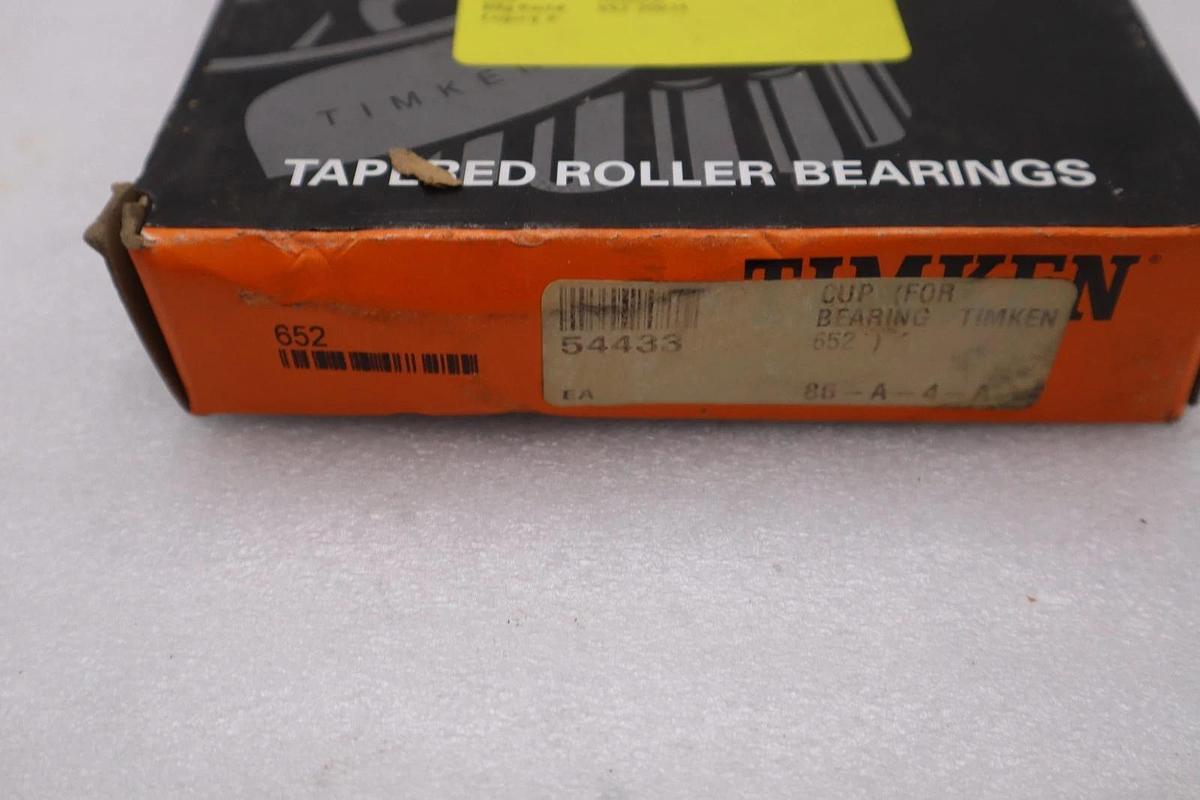 TIMKEN
TAPERED ROLLER BEARINGS
TIMKEN
652
CUP (FOR
BEARING TIMKEN
54433
652 )
EA
86-A-4-A